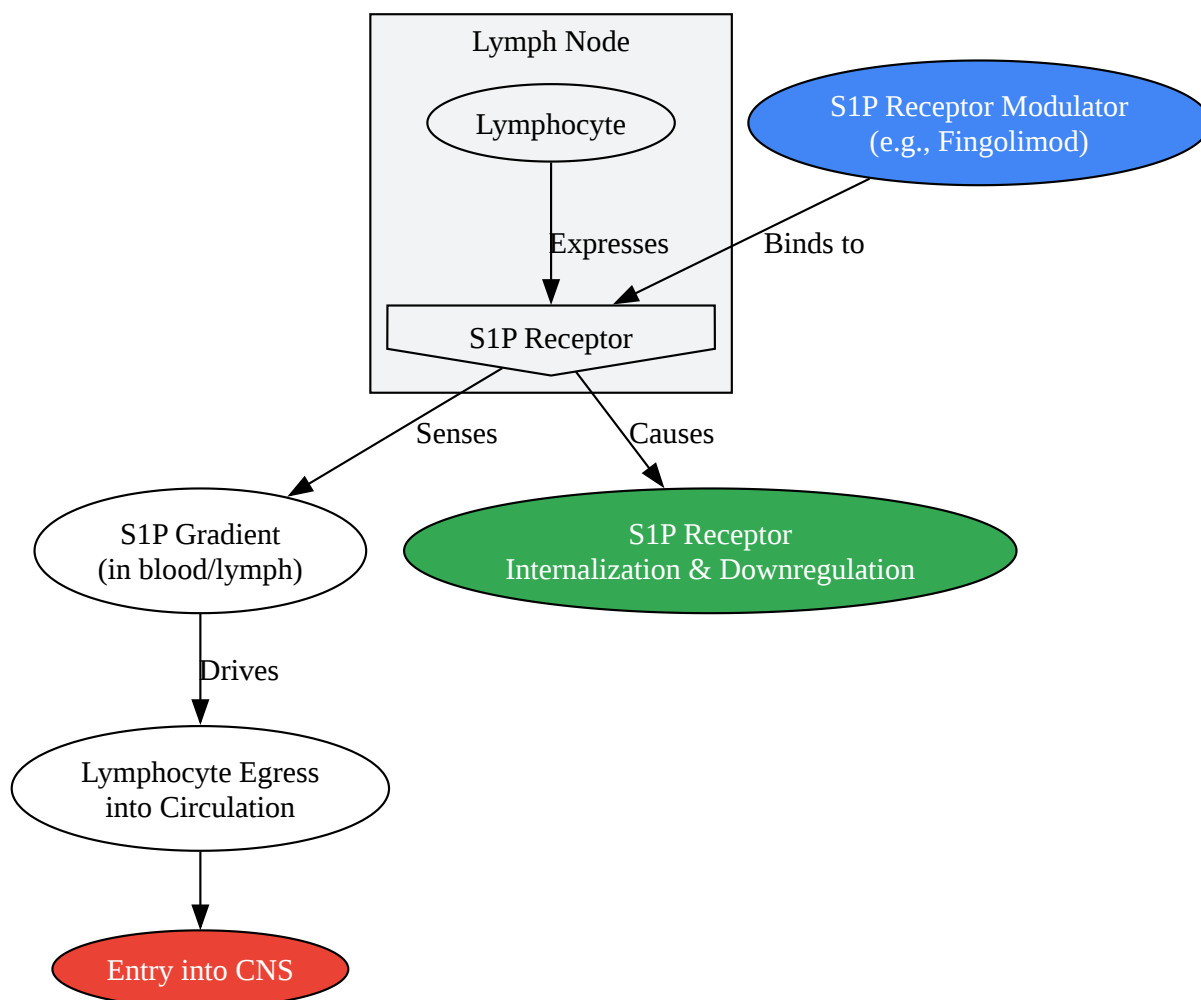 Lymph Node
Lymphocyte
S1P Receptor Modulator
(e.g., Fingolimod)
Expresses
Binds to
S1P Receptor
Senses
Causes
S1P Gradient
(in blood/lymph)
S1P Receptor
Internalization & Downregulation
Drives
Lymphocyte Egress
into Circulation
Entry into CNS